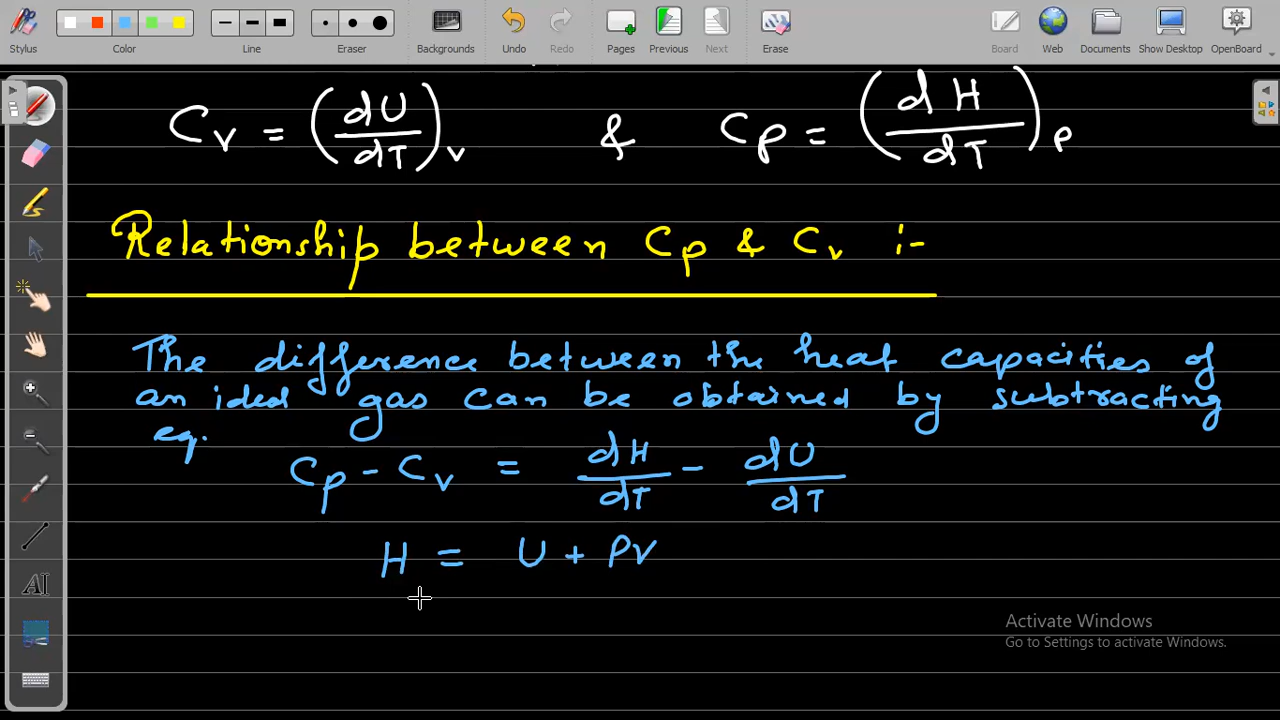 Stylus
Color
Line
Eraser
Backgrounds
Undo
Redo
Pages
Previous
Next
Erase
Board
Web
Documents
Show Desktop
OpenBoard
Cv = (dU/dT)v & Cp = (dH/dT)p
Relationship between Cp & Cv :-
The difference between the heat capacities of
an ideal gas can be obtained by subtracting
eq.
Cp - Cv = dH/dT - dU/dT
H = U + PV
AI
Activate Windows
Go to Settings to activate Windows.